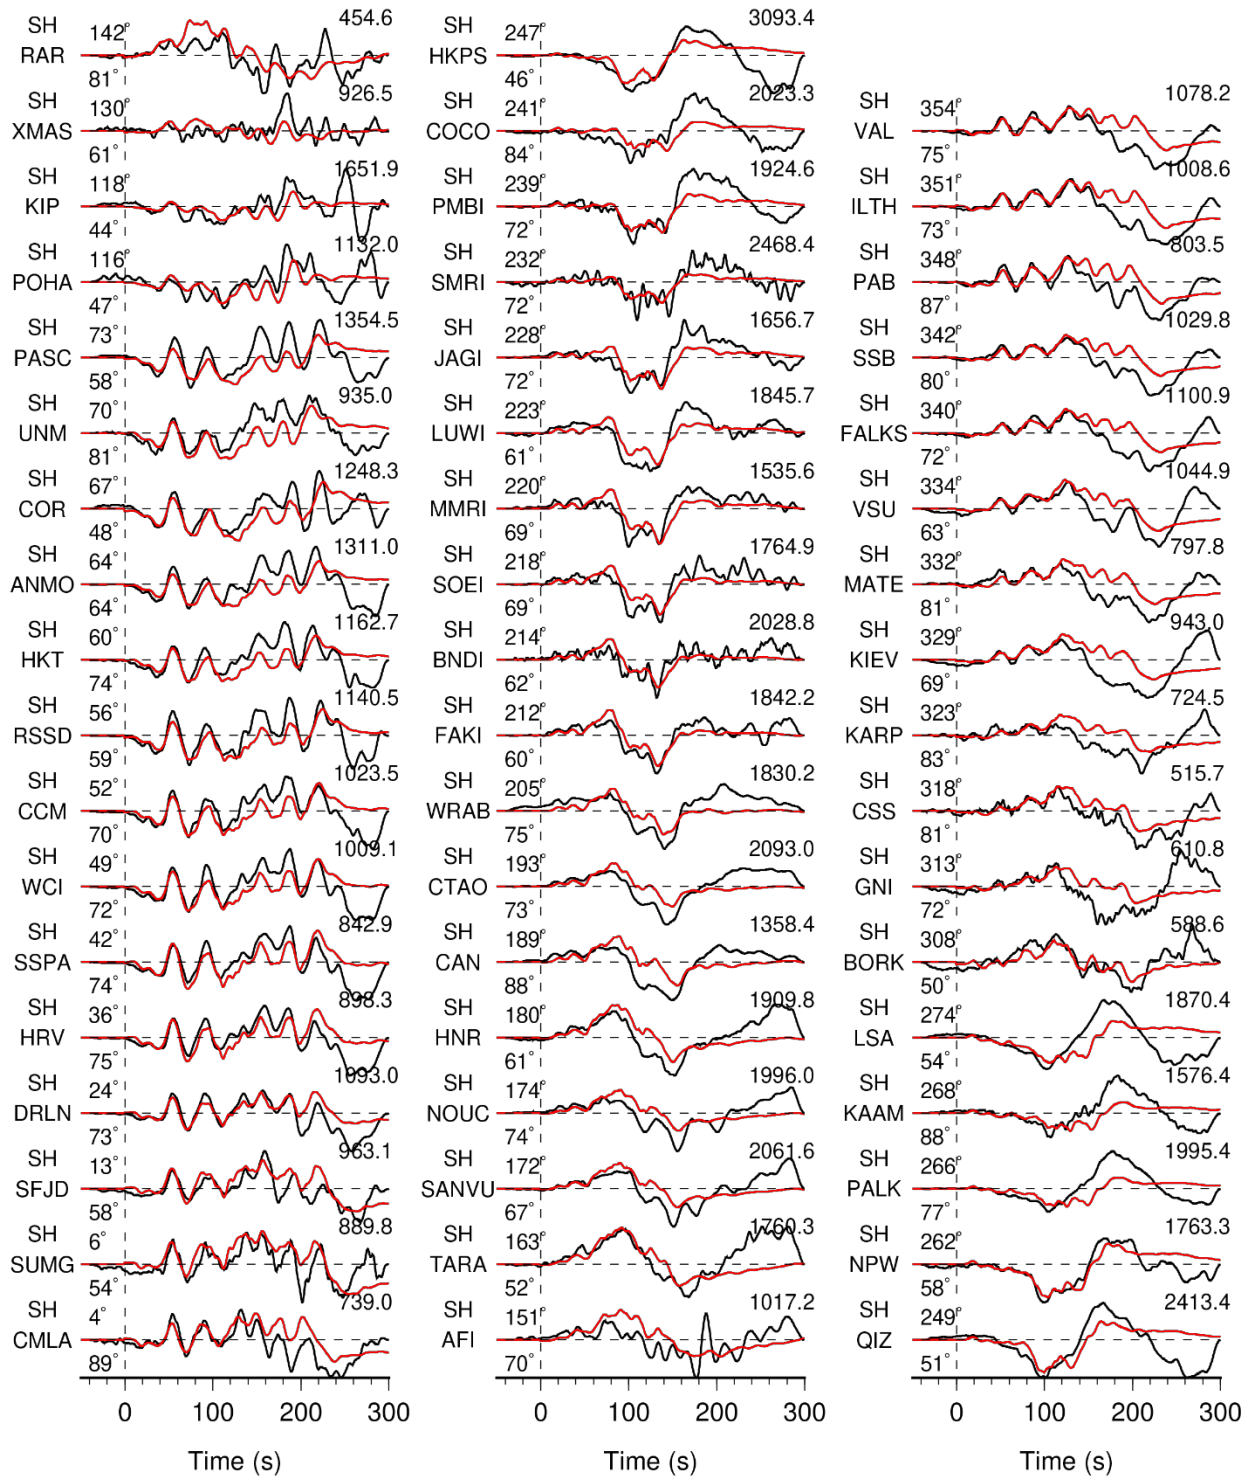 SH
454.6
142°
RAR
81°
SH
926.5
130°
XMAS
61°
SH
1651.9
118°
KIP
44°
SH
1132.0
116°
POHA
47°
SH
1354.5
73°
PASC
58°
SH
935.0
70°
UNM
81°
SH
1248.3
67°
COR
48°
SH
1311.0
64°
ANMO
64°
SH
1162.7
60°
HKT
74°
SH
1140.5
56°
RSSD
59°
SH
1023.5
52°
CCM
70°
SH
1009.1
49°
WCI
72°
SH
842.9
42°
SSPA
74°
SH
898.3
36°
HRV
75°
SH
1093.0
24°
DRLN
73°
SH
963.1
13°
SFJD
58°
SH
889.8
6°
SUMG
54°
SH
739.0
4°
CMLA
89°
0 100 200 300
Time (s)
SH
3093.4
247°
HKPS
46°
SH
2023.3
241°
COCO
84°
SH
1924.6
239°
PMBI
72°
SH
2468.4
232°
SMRI
72°
SH
1656.7
228°
JAGI
72°
SH
1845.7
223°
LUWI
61°
SH
1535.6
220°
MMRI
69°
SH
1764.9
218°
SOEI
69°
SH
2028.8
214°
BNDI
62°
SH
1842.2
212°
FAKI
60°
SH
1830.2
205°
WRAB
75°
SH
2093.0
193°
CTAO
73°
SH
1358.4
189°
CAN
88°
SH
1909.8
180°
HNR
61°
SH
1996.0
174°
NOUC
74°
SH
2061.6
172°
SANVU
67°
SH
1760.3
163°
TARA
52°
SH
1017.2
151°
AFI
70°
0 100 200 300
Time (s)
SH
1078.2
354°
VAL
75°
SH
1008.6
351°
ILTH
73°
SH
803.5
348°
PAB
87°
SH
1029.8
342°
SSB
80°
SH
1100.9
340°
FALKS
72°
SH
1044.9
334°
VSU
63°
SH
797.8
332°
MATE
81°
SH
943.0
329°
KIEV
69°
SH
724.5
323°
KARP
83°
SH
515.7
318°
CSS
81°
SH
610.8
313°
GNI
72°
SH
588.6
308°
BORK
50°
SH
1870.4
274°
LSA
54°
SH
1576.4
268°
KAAM
88°
SH
1995.4
266°
PALK
77°
SH
1763.3
262°
NPW
58°
SH
2413.4
249°
QIZ
51°
0 100 200 300
Time (s)